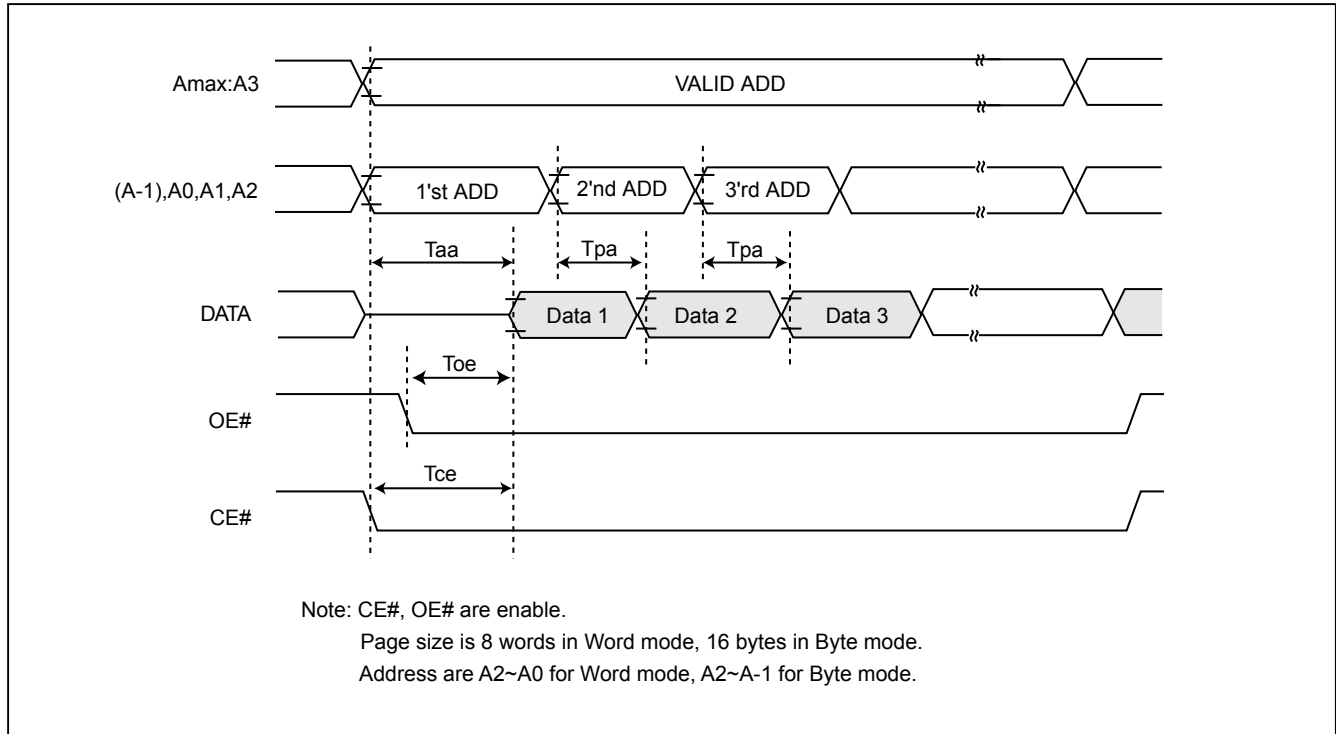 Amax:A3
VALID ADD
(A-1),A0,A1,A2
1'st ADD
2'nd ADD
3'rd ADD
Taa
Tpa
Tpa
DATA
Data 1
Data 2
Data 3
Toe
OE#
Tce
CE#
Note: CE#, OE# are enable.
Page size is 8 words in Word mode, 16 bytes in Byte mode.
Address are A2~A0 for Word mode, A2~A-1 for Byte mode.